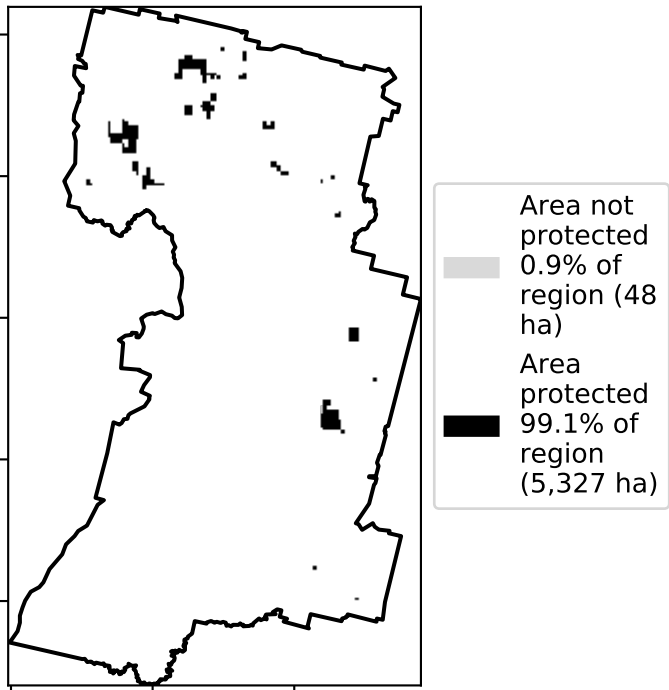 Area not
protected
0.9% of
region (48
ha)
Area
protected
99.1% of
region
(5,327 ha)